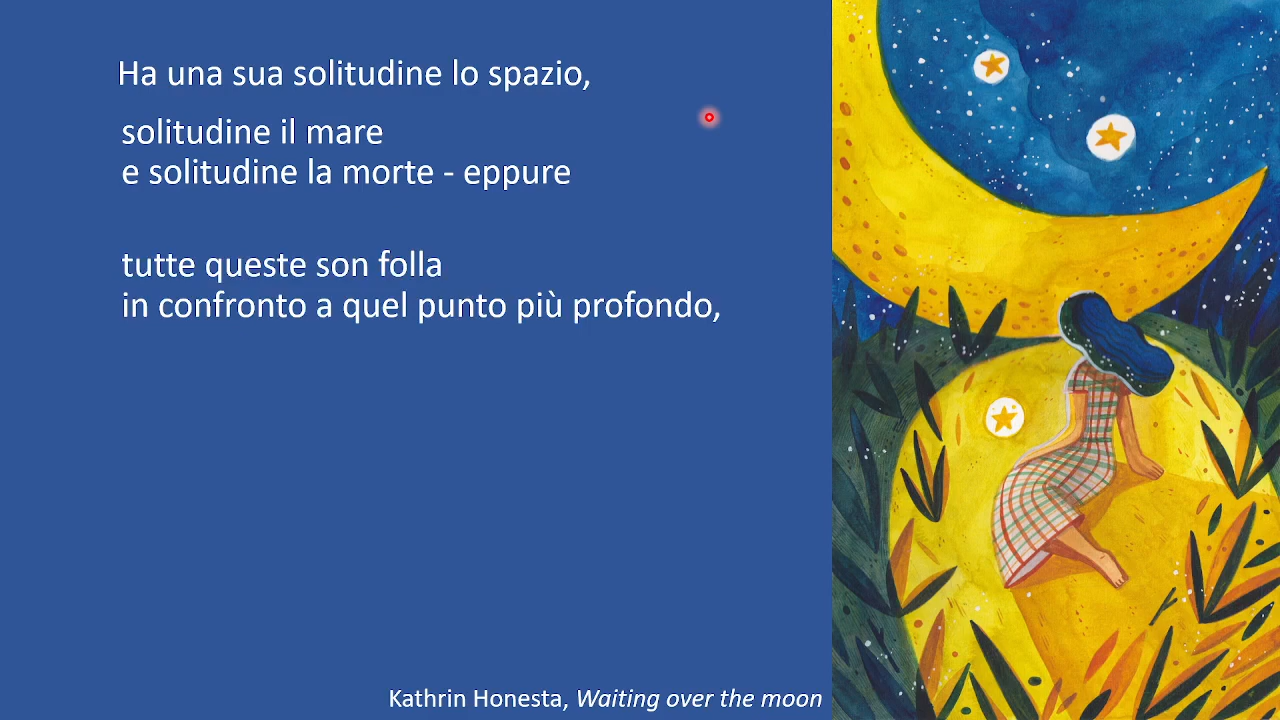 Ha una sua solitudine lo spazio,
solitudine il mare
e solitudine la morte - eppure
tutte queste son folla
in confronto a quel punto più profondo,
Kathrin Honesta, Waiting over the moon